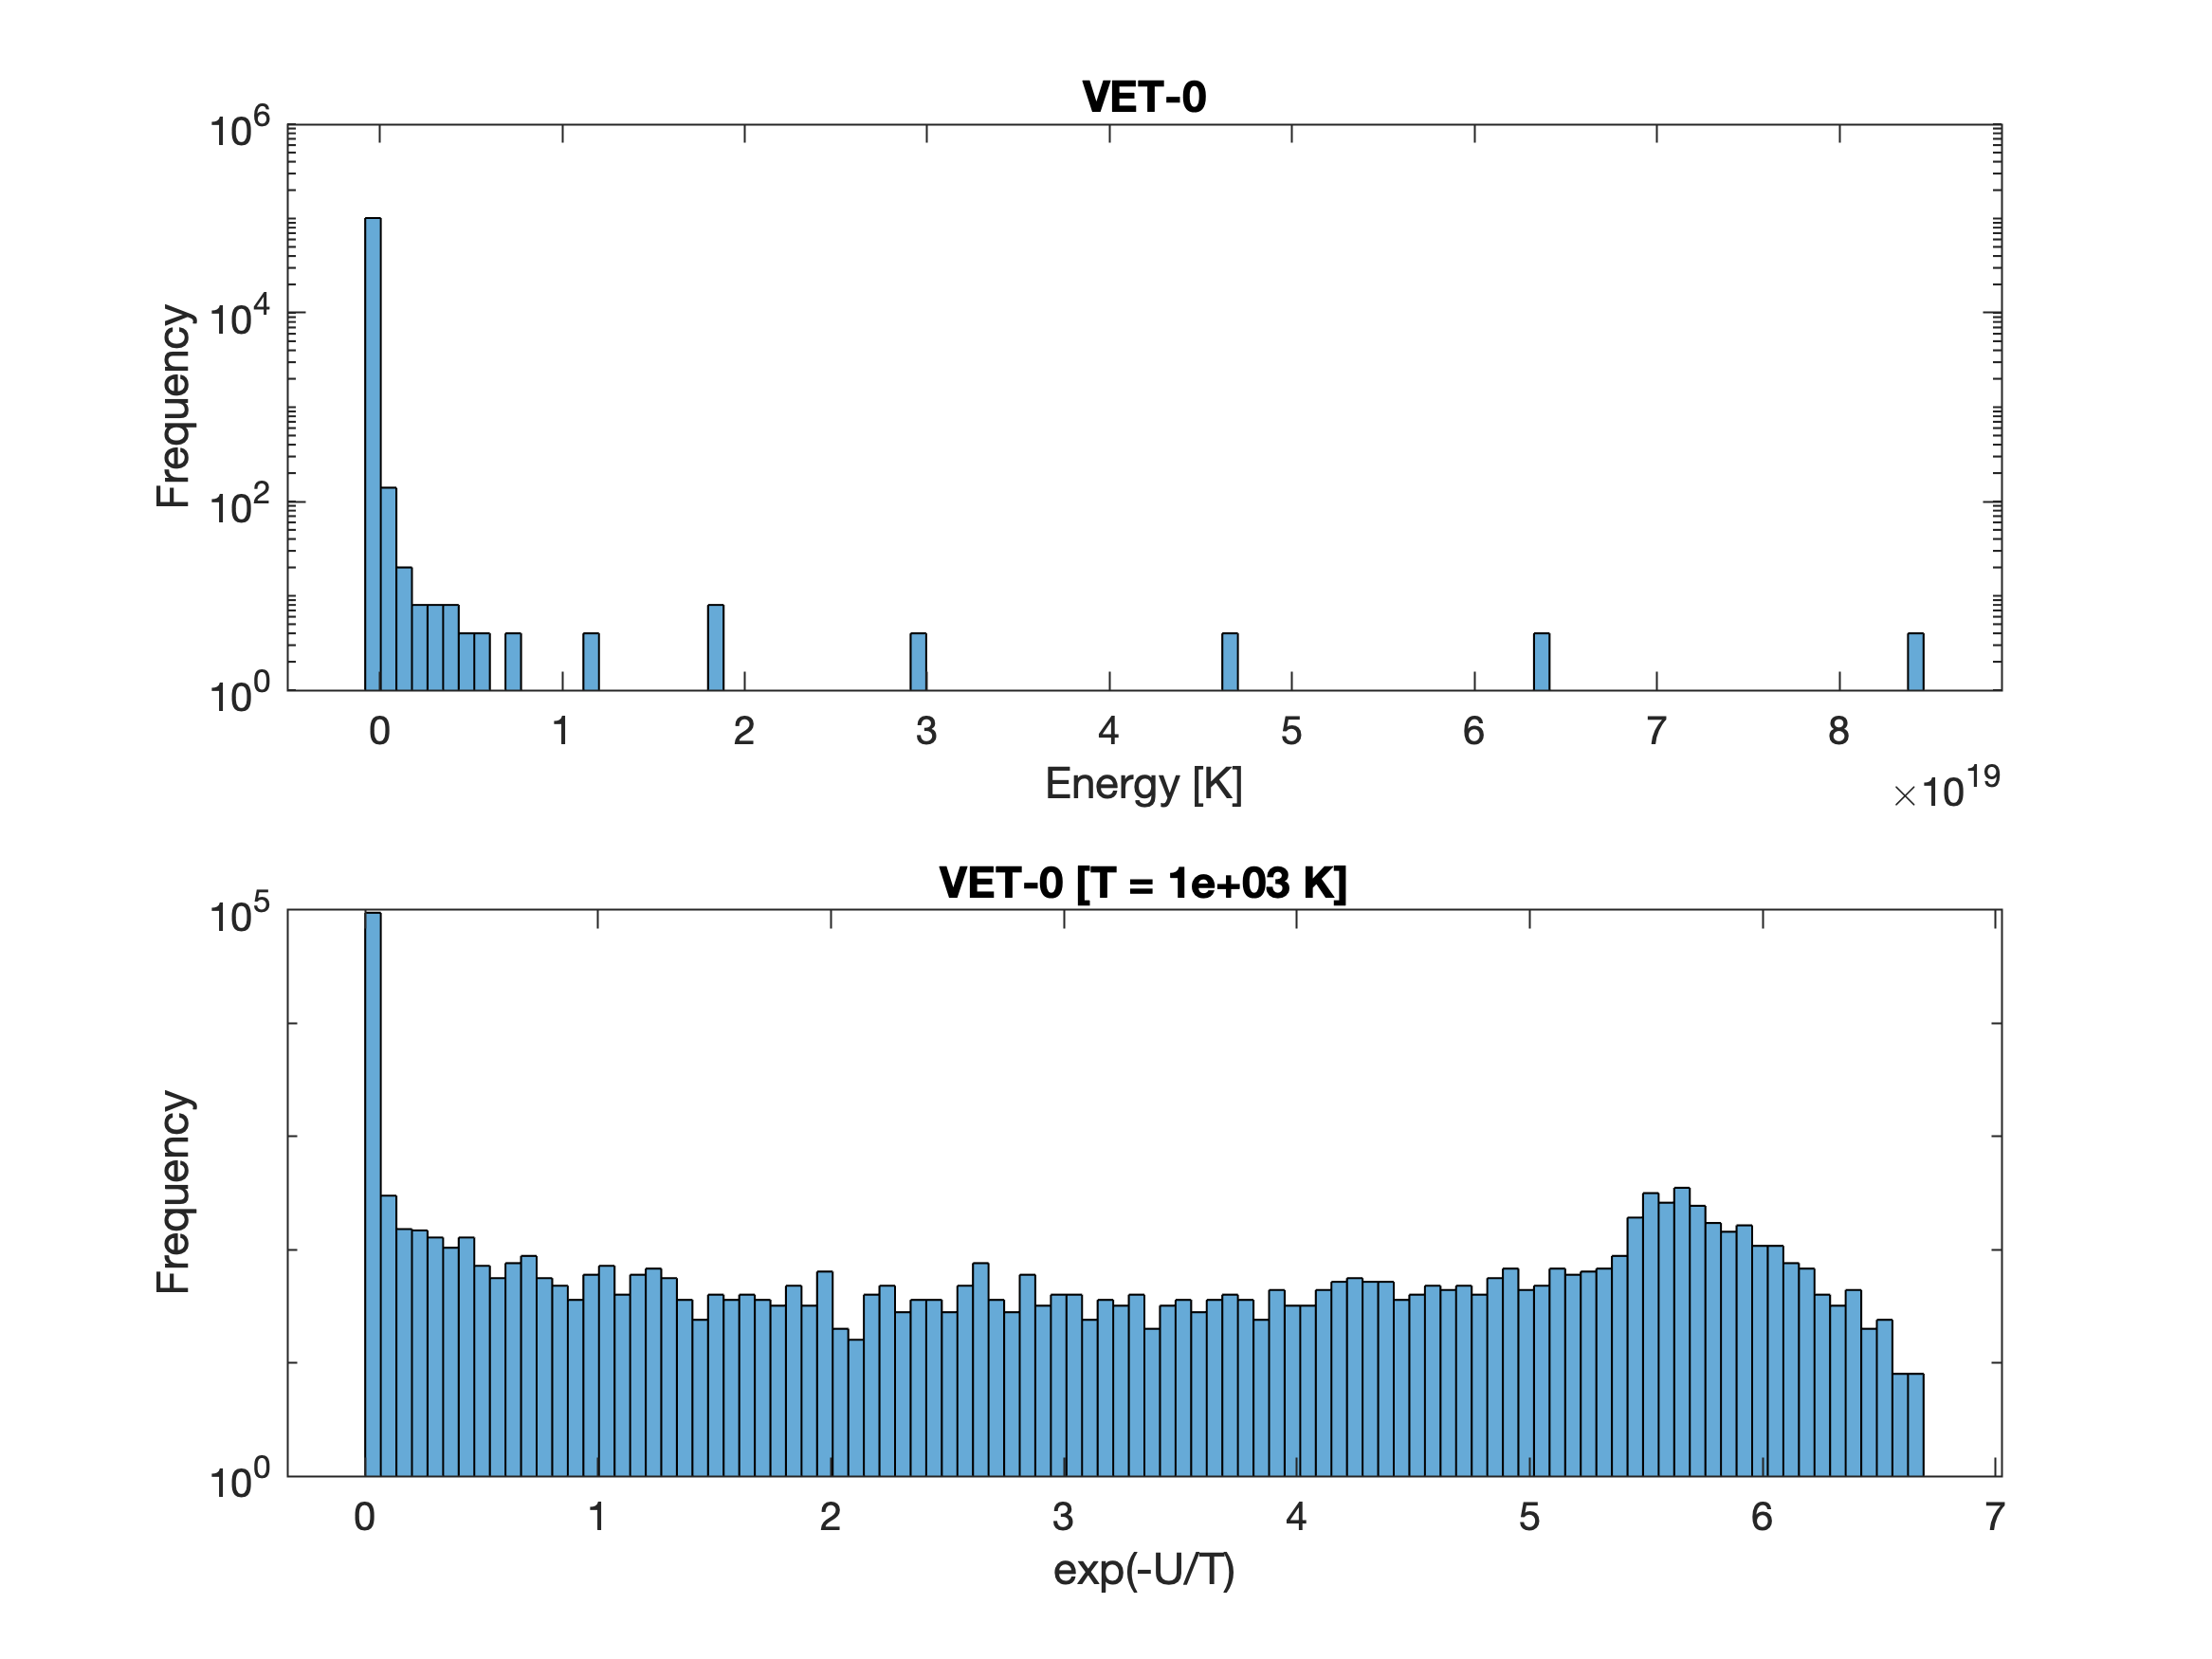 VET-0
10^6
10^4
10^2
10^0
Frequency
0 1 2 3 4 5 6 7 8
Energy [K]
×10^19
VET-0 [T = 1e+03 K]
10^5
10^0
Frequency
0 1 2 3 4 5 6 7
exp(-U/T)